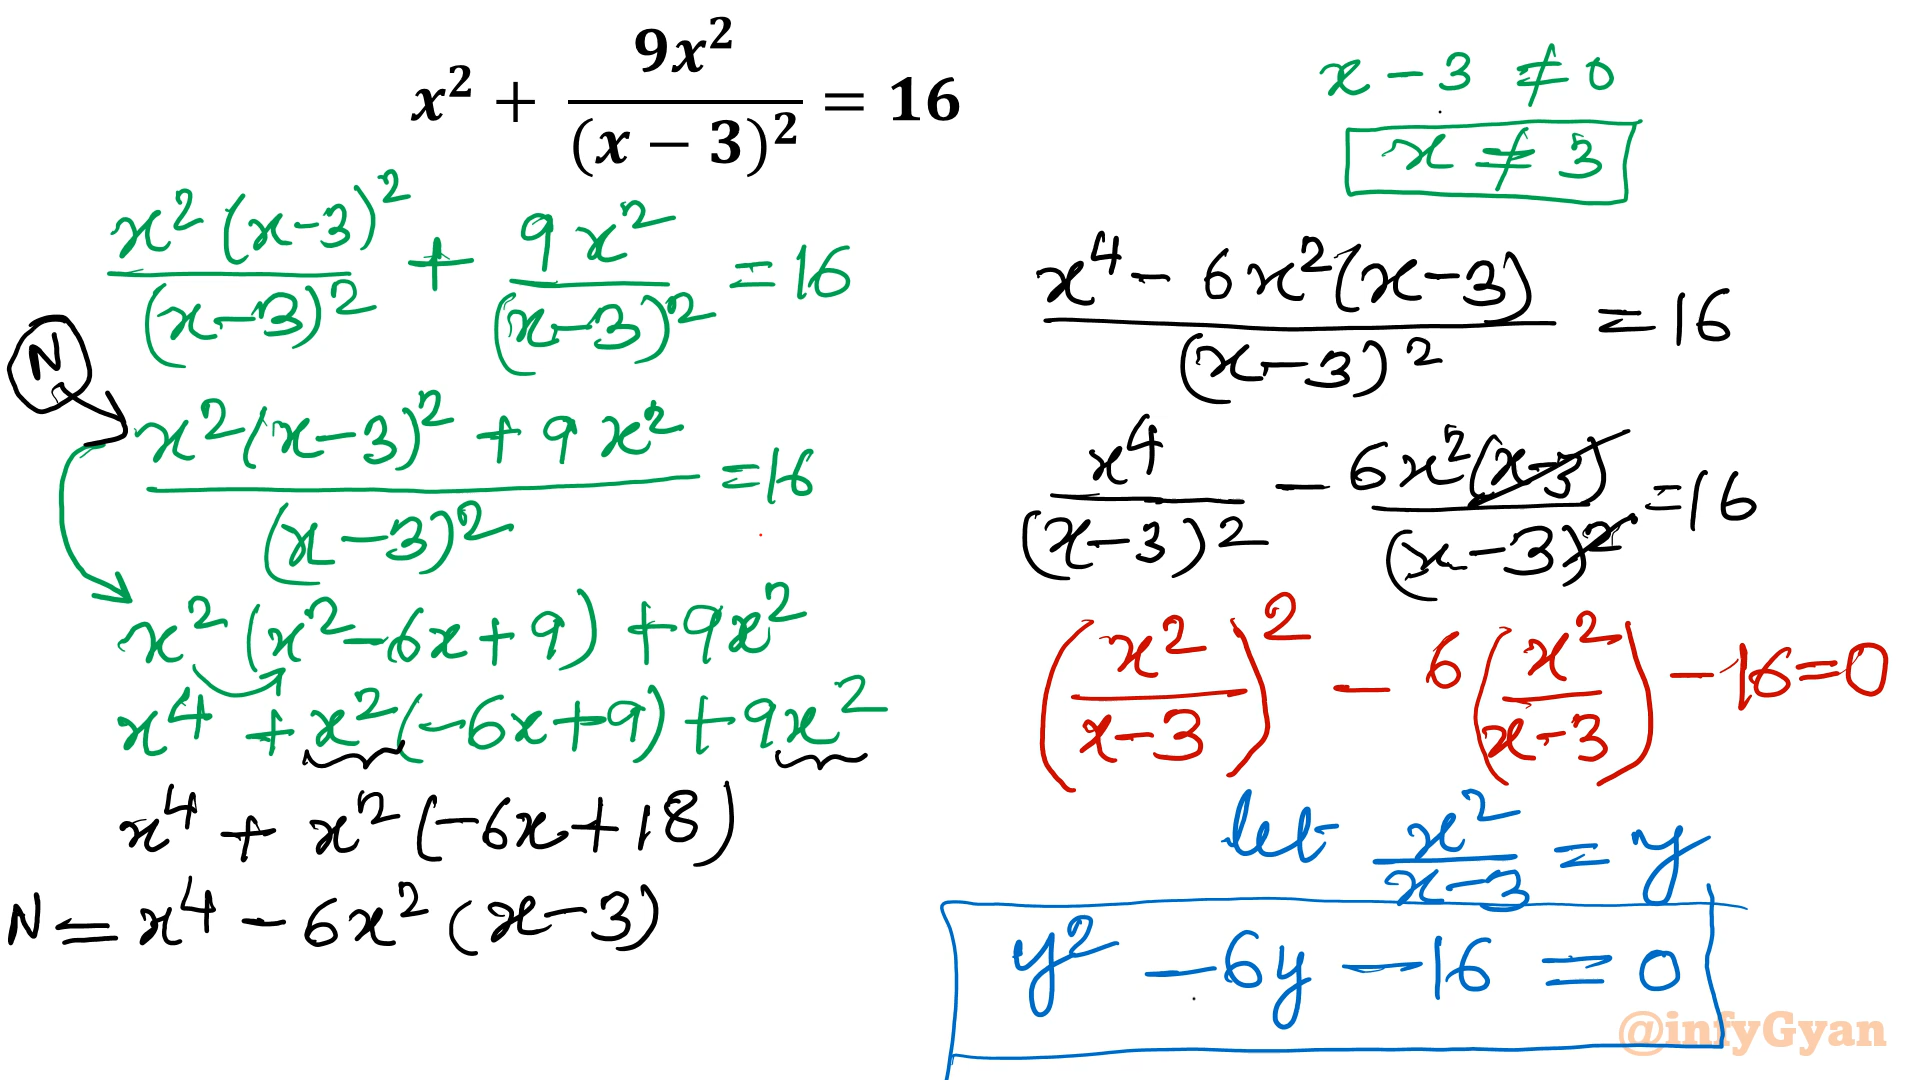 x² + 9x²/(x − 3)² = 16
x²(x-3)²/(x-3)² + 9x²/(x-3)² = 16
N
x²(x-3)² + 9x²/(x-3)² = 16
x²(x²-6x+9) + 9x²
x⁴ + x²(-6x+9) + 9x²
x⁴ + x²(-6x+18)
N = x⁴ - 6x²(x-3)
x - 3 ≠ 0
x ≠ 3
x⁴ - 6x²(x-3)/(x-3)² = 16
x⁴/(x-3)² - 6x²(x-3)/(x-3)² = 16
(x²/x-3)² - 6(x²/x-3) - 16 = 0
let x²/x-3 = y
y² - 6y - 16 = 0
@infyGyan